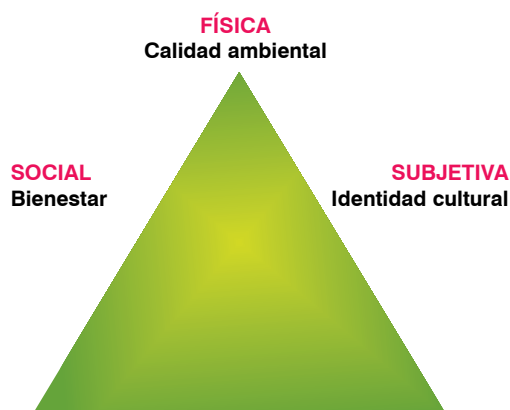 FÍSICA
Calidad ambiental
SOCIAL
Bienestar
SUBJETIVA
Identidad cultural